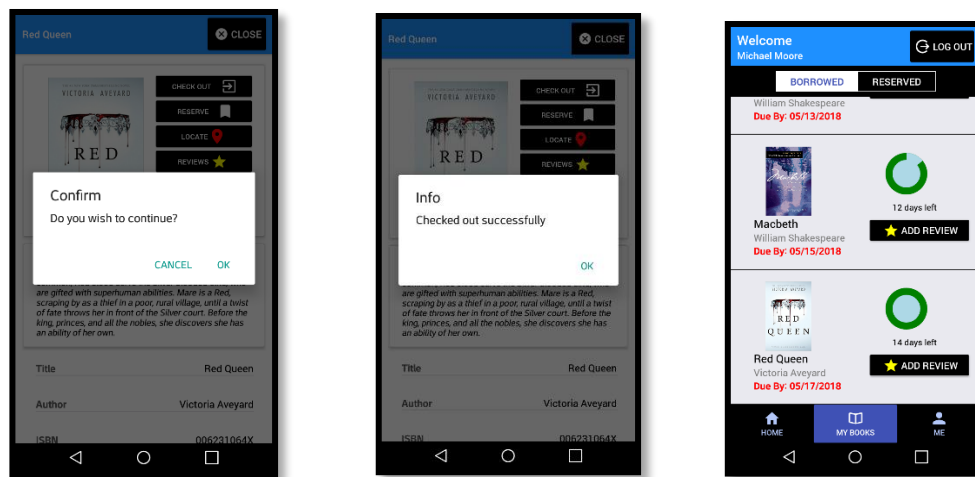 Red Queen
CLOSE
VICTORIA AVEYARD
CHECK OUT
RESERVE
LOCATE
RED
REVIEWS
Confirm
Do you wish to continue?
CANCEL OK
are gifted with superhuman abilities. Mare is a Red,
scraping by as a thief in a poor, rural village, until a twist
of fate throws her in front of the Silver court. Before the
king, princes, and all the nobles, she discovers she has
an ability of her own.
Title Red Queen
Author Victoria Aveyard
ISBN 006231064X
Red Queen
CLOSE
VICTORIA AVEYARD
CHECK OUT
RESERVE
LOCATE
RED
REVIEWS
Info
Checked out successfully
OK
are gifted with superhuman abilities. Mare is a Red,
scraping by as a thief in a poor, rural village, until a twist
of fate throws her in front of the Silver court. Before the
king, princes, and all the nobles, she discovers she has
an ability of her own.
Title Red Queen
Author Victoria Aveyard
ISBN 006231064X
Welcome
Michael Moore
LOG OUT
BORROWED RESERVED
William Shakespeare
Due By: 05/13/2018
Macbeth
12 days left
Macbeth
William Shakespeare
ADD REVIEW
Due By: 05/15/2018
RED
QUEEN
14 days left
Red Queen
Victoria Aveyard
ADD REVIEW
Due By: 05/17/2018
HOME MY BOOKS ME